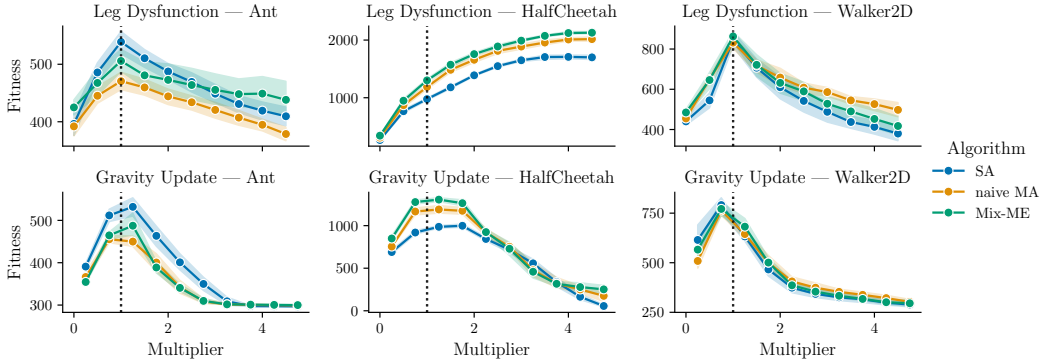 Leg Dysfunction — Ant
Leg Dysfunction — HalfCheetah
Leg Dysfunction — Walker2D
Fitness
500
400
2000
1000
800
600
400
Gravity Update — Ant
Gravity Update — HalfCheetah
Gravity Update — Walker2D
Fitness
500
400
300
1000
500
0
750
500
250
0 2 4
0 2 4
0 2 4
Multiplier
Multiplier
Multiplier
Algorithm
SA
naive MA
Mix-ME